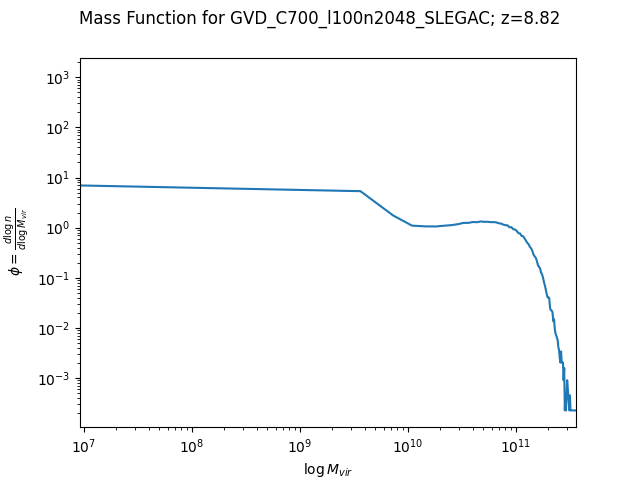 Mass Function for GVD_C700_l100n2048_SLEGAC; z=8.82
10³
10²
10¹
10⁰
10⁻¹
10⁻²
10⁻³
ϕ = d log n / d log M_vir
10⁷ 10⁸ 10⁹ 10¹⁰ 10¹¹
log M_vir